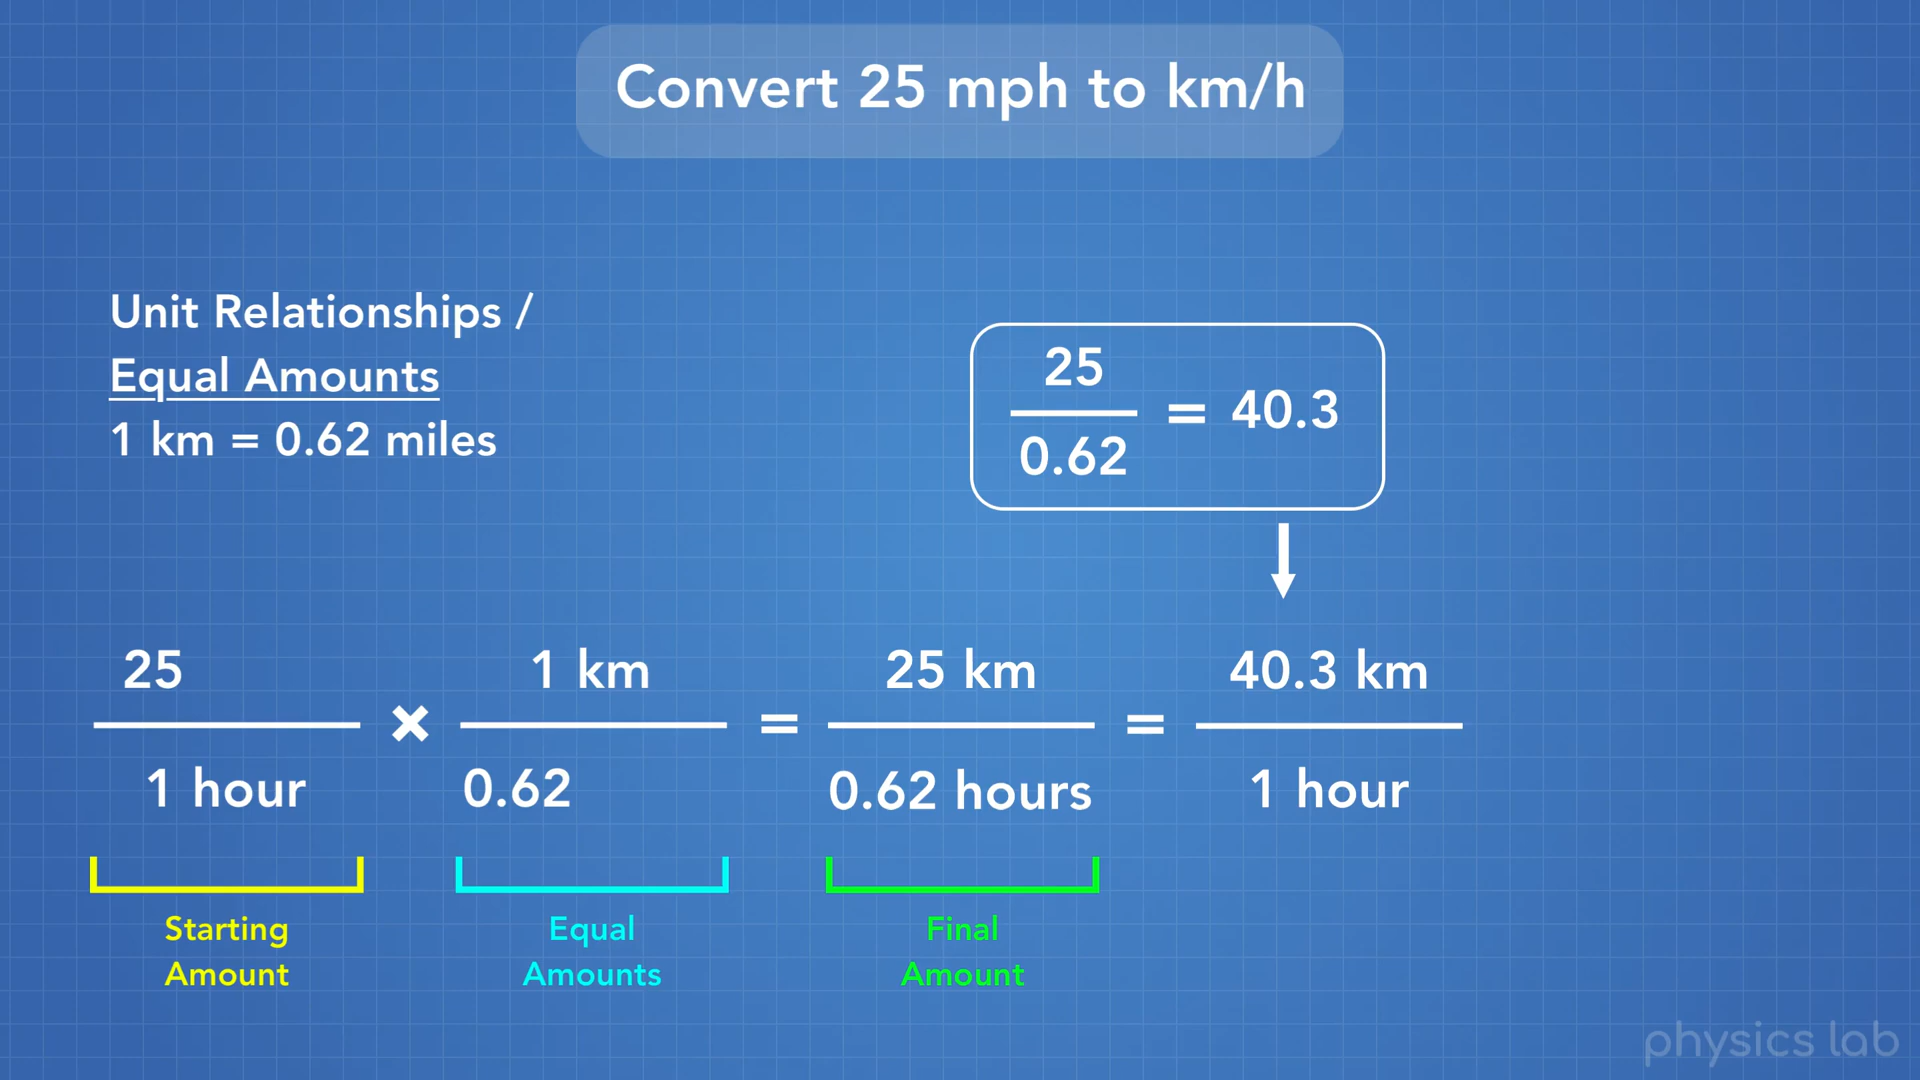 Convert 25 mph to km/h
Unit Relationships /
Equal Amounts
1 km = 0.62 miles
25
0.62
= 40.3
25
1 hour
×
1 km
0.62
=
25 km
0.62 hours
=
40.3 km
1 hour
Starting
Amount
Equal
Amounts
Final
Amount
physics lab